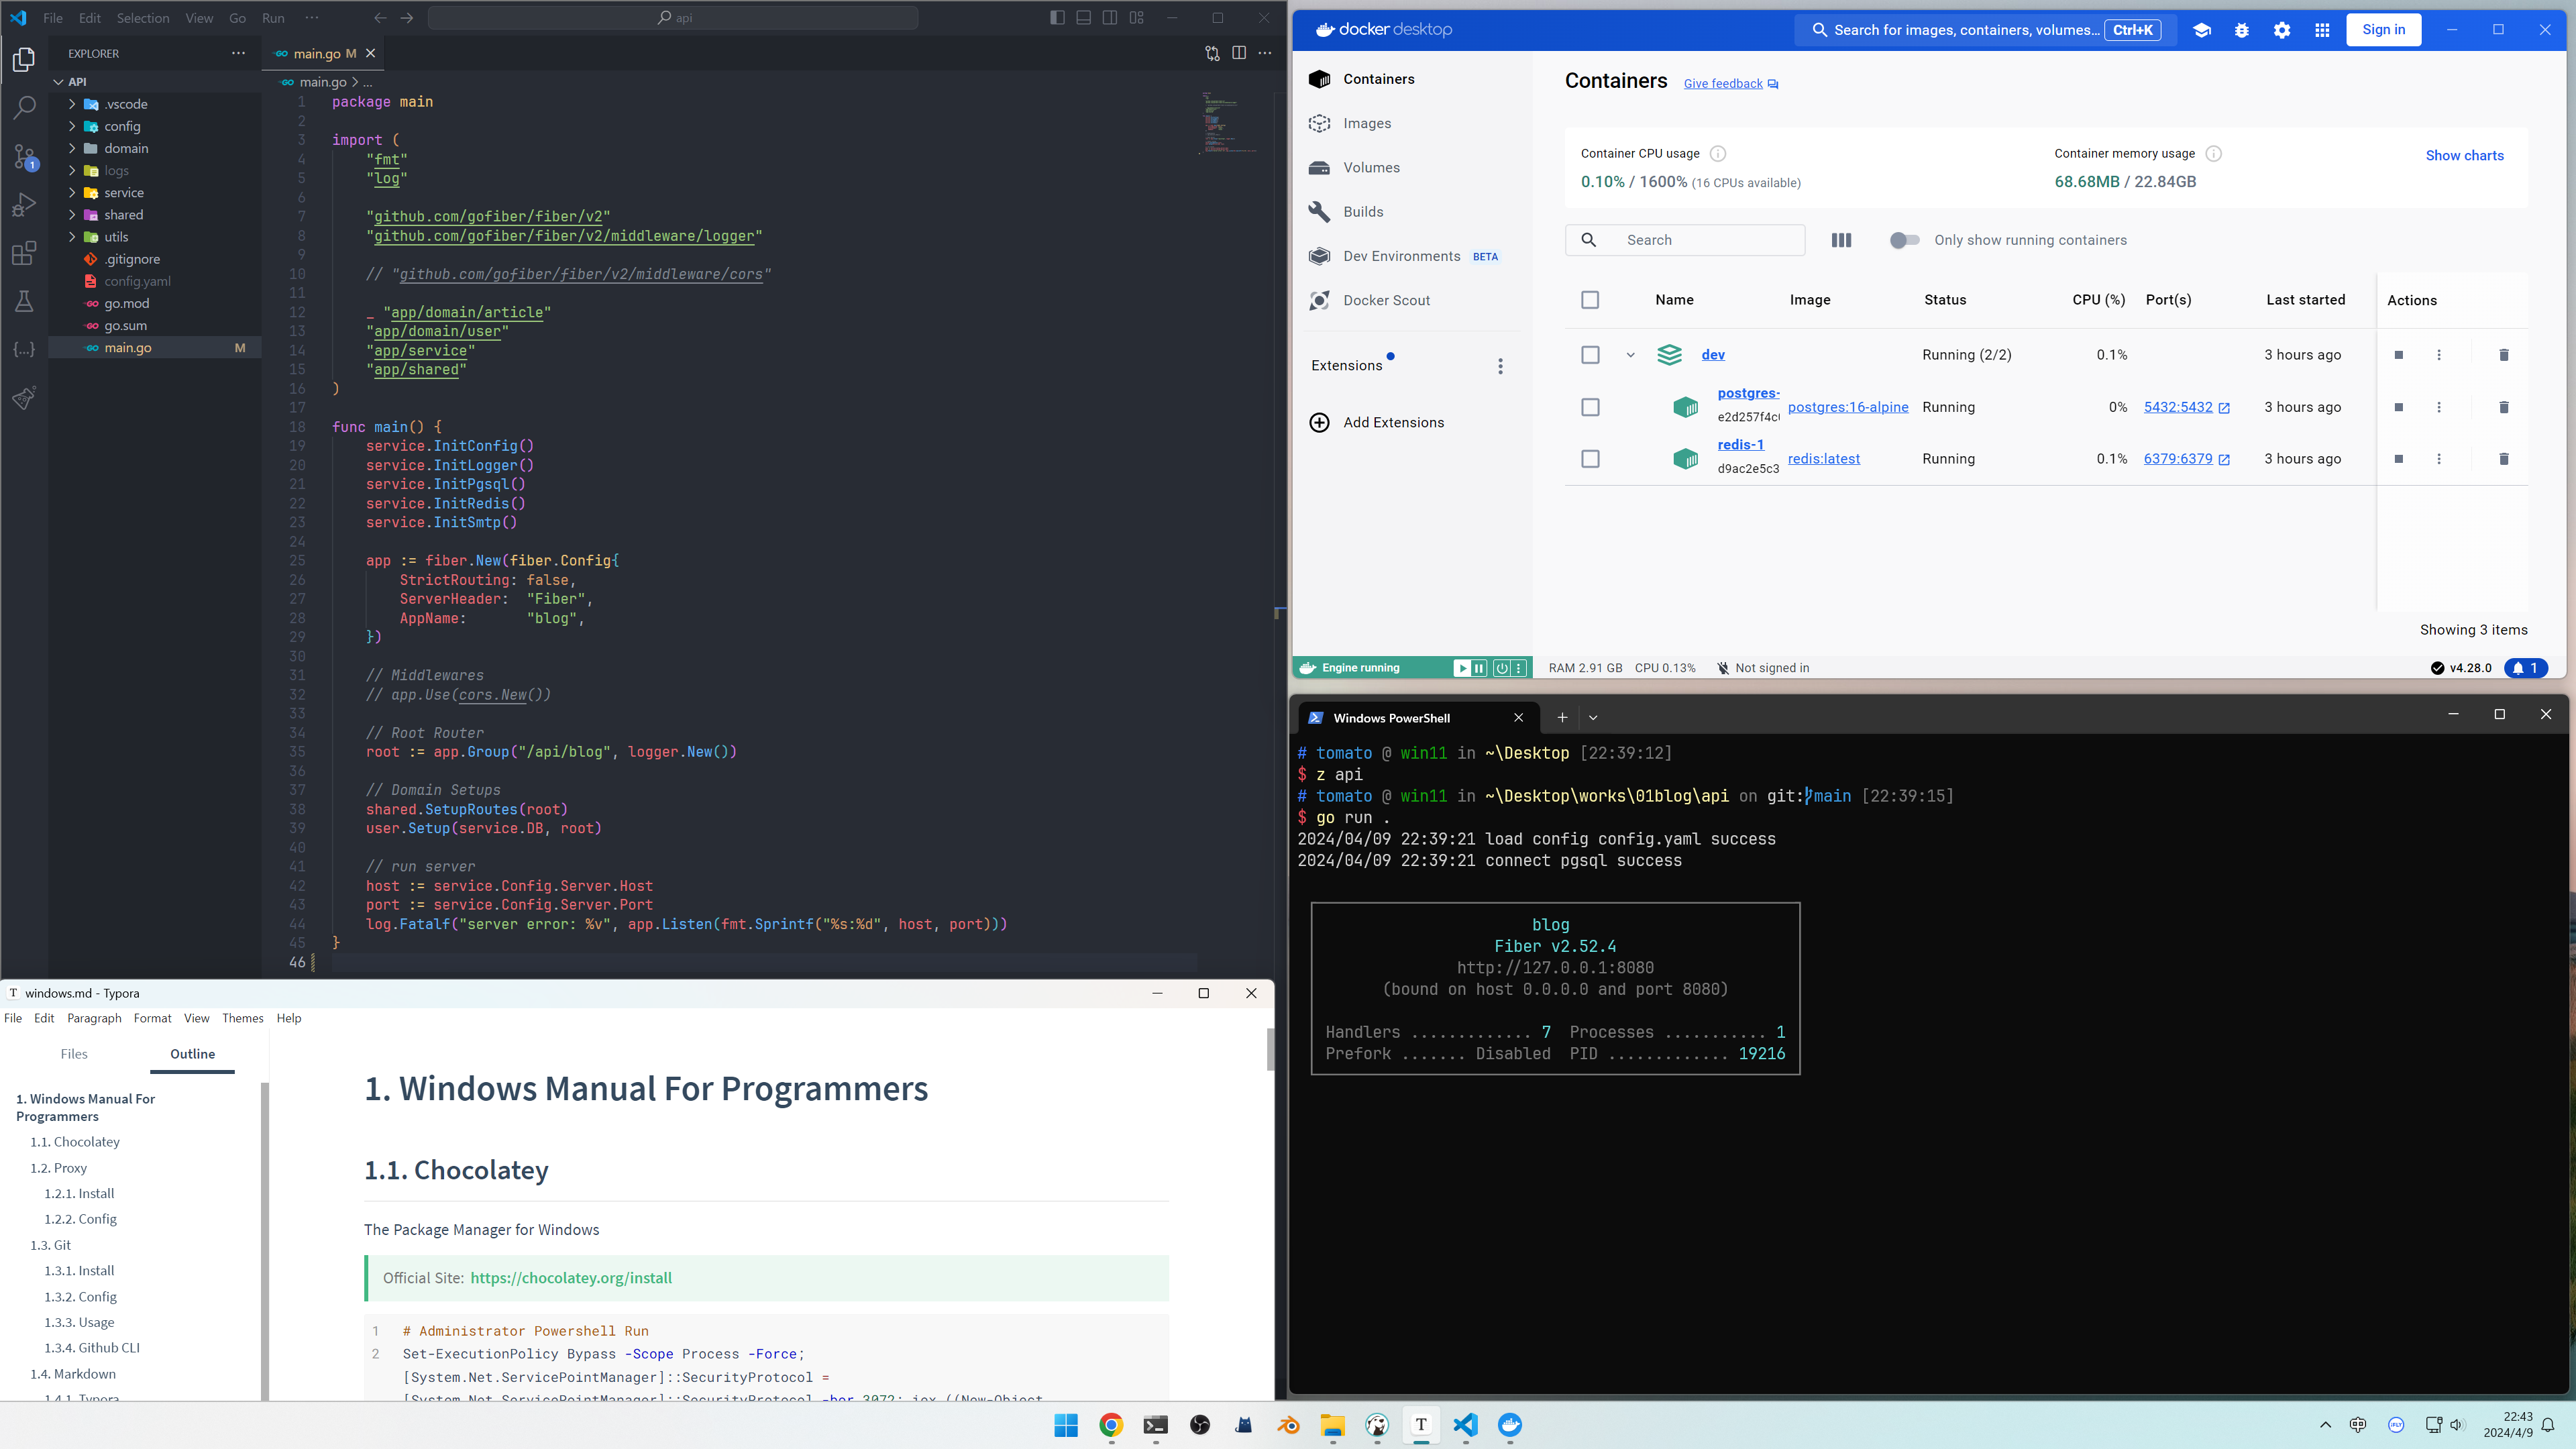 File Edit Selection View Go Run ···
api
EXPLORER
API
.vscode
config
domain
logs
service
shared
utils
.gitignore
config.yaml
go.mod
go.sum
main.go M
1
main.go M
main.go > ...
1 package main
2
3 import (
4 "fmt"
5 "log"
6
7 "github.com/gofiber/fiber/v2"
8 "github.com/gofiber/fiber/v2/middleware/logger"
9
10 // "github.com/gofiber/fiber/v2/middleware/cors"
11
12 _ "app/domain/article"
13 "app/domain/user"
14 "app/service"
15 "app/shared"
16 )
17
18 func main() {
19 service.InitConfig()
20 service.InitLogger()
21 service.InitPgsql()
22 service.InitRedis()
23 service.InitSmtp()
24
25 app := fiber.New(fiber.Config{
26 StrictRouting: false,
27 ServerHeader: "Fiber",
28 AppName: "blog",
29 })
30
31 // Middlewares
32 // app.Use(cors.New())
33
34 // Root Router
35 root := app.Group("/api/blog", logger.New())
36
37 // Domain Setups
38 shared.SetupRoutes(root)
39 user.Setup(service.DB, root)
40
41 // run server
42 host := service.Config.Server.Host
43 port := service.Config.Server.Port
44 log.Fatalf("server error: %v", app.Listen(fmt.Sprintf("%s:%d", host, port)))
45 }
46
docker desktop
Search for images, containers, volumes... Ctrl+K
Sign in
Containers
Images
Volumes
Builds
Dev Environments BETA
Docker Scout
Extensions
Add Extensions
Containers Give feedback
Container CPU usage
0.10% / 1600% (16 CPUs available)
Container memory usage
68.68MB / 22.84GB
Show charts
Search
Only show running containers
Name Image Status CPU (%) Port(s) Last started Actions
dev Running (2/2) 0.1% 3 hours ago
postgres-
e2d257f4c
postgres:16-alpine Running 0% 5432:5432 3 hours ago
redis-1
d9ac2e5c3
redis:latest Running 0.1% 6379:6379 3 hours ago
Showing 3 items
Engine running
RAM 2.91 GB CPU 0.13% Not signed in
v4.28.0 1
Windows PowerShell
# tomato @ win11 in ~\Desktop [22:39:12]
$ z api
# tomato @ win11 in ~\Desktop\works\01blog\api on git:main [22:39:15]
$ go run .
2024/04/09 22:39:21 load config config.yaml success
2024/04/09 22:39:21 connect pgsql success
blog
Fiber v2.52.4
http://127.0.0.1:8080
(bound on host 0.0.0.0 and port 8080)
Handlers ............. 7 Processes ........... 1
Prefork ....... Disabled PID ............. 19216
T windows.md - Typora
File Edit Paragraph Format View Themes Help
Files Outline
1. Windows Manual For
Programmers
1.1. Chocolatey
1.2. Proxy
1.2.1. Install
1.2.2. Config
1.3. Git
1.3.1. Install
1.3.2. Config
1.3.3. Usage
1.3.4. Github CLI
1.4. Markdown
1.4.1. Typora
1. Windows Manual For Programmers
1.1. Chocolatey
The Package Manager for Windows
Official Site: https://chocolatey.org/install
1 # Administrator Powershell Run
2 Set-ExecutionPolicy Bypass -Scope Process -Force;
[System.Net.ServicePointManager]::SecurityProtocol =
[System.Net.ServicePointManager]::SecurityProtocol -bor 3072; iex ((New-Object
T
22:43
2024/4/9